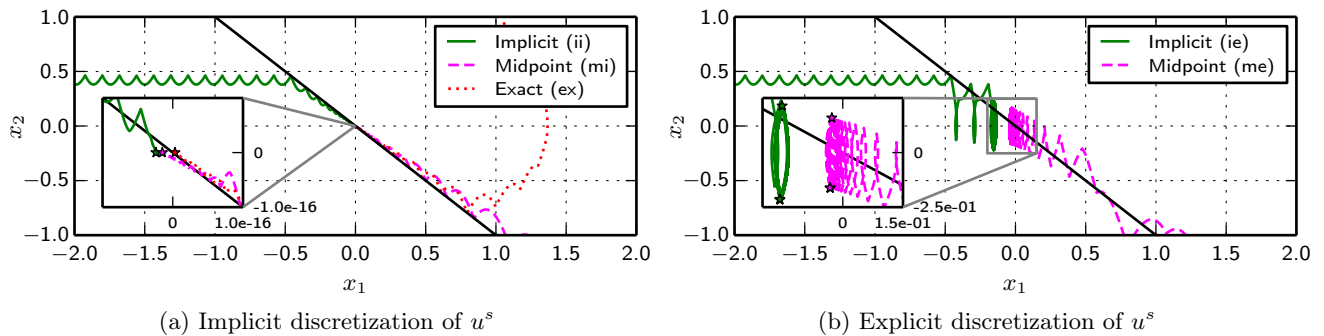 1.0
0.5
0.0
−0.5
−1.0
x₂
Implicit (ii)
Midpoint (mi)
Exact (ex)
0
-1.0e-16
0
1.0e-16
−2.0 −1.5 −1.0 −0.5 0.0 0.5 1.0 1.5 2.0
x₁
(a) Implicit discretization of uˢ
1.0
0.5
0.0
−0.5
−1.0
x₂
Implicit (ie)
Midpoint (me)
0
-2.5e-01
0
1.5e-01
−2.0 −1.5 −1.0 −0.5 0.0 0.5 1.0 1.5 2.0
x₁
(b) Explicit discretization of uˢ